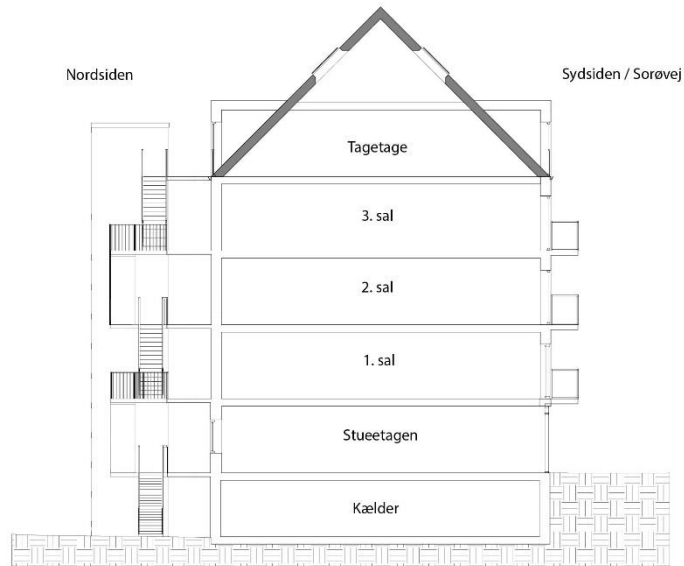 Nordsiden
Sydsiden / Sorøvej
Tagetage
3. sal
2. sal
1. sal
Stueetagen
Kælder